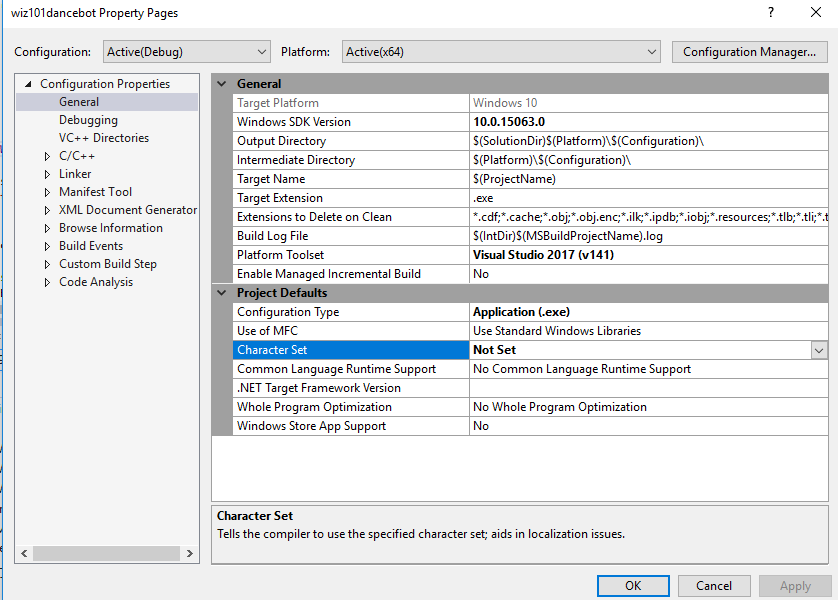 wiz101dancebot Property Pages
? 
Configuration: Active(Debug) Platform: Active(x64) Configuration Manager...
Configuration Properties
General
Debugging
VC++ Directories
C/C++
Linker
Manifest Tool
XML Document Generator
Browse Information
Build Events
Custom Build Step
Code Analysis
General
Target Platform Windows 10
Windows SDK Version 10.0.15063.0
Output Directory $(SolutionDir)$(Platform)\$(Configuration)\
Intermediate Directory $(Platform)\$(Configuration)\
Target Name $(ProjectName)
Target Extension .exe
Extensions to Delete on Clean *.cdf;*.cache;*.obj;*.obj.enc;*.ilk;*.ipdb;*.iobj;*.resources;*.tlb;*.tli;*.t
Build Log File $(IntDir)$(MSBuildProjectName).log
Platform Toolset Visual Studio 2017 (v141)
Enable Managed Incremental Build No
Project Defaults
Configuration Type Application (.exe)
Use of MFC Use Standard Windows Libraries
Character Set Not Set
Common Language Runtime Support No Common Language Runtime Support
.NET Target Framework Version
Whole Program Optimization No Whole Program Optimization
Windows Store App Support No
Character Set
Tells the compiler to use the specified character set; aids in localization issues.
OK Cancel Apply